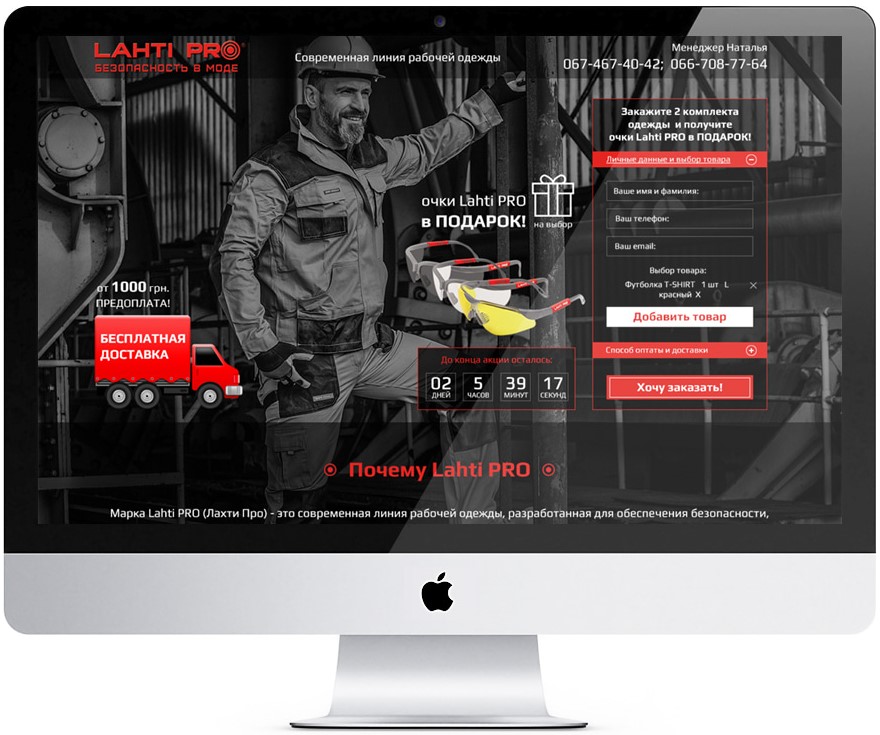 LAHTI PRO
БЕЗОПАСНОСТЬ В МОДЕ
Современная линия рабочей одежды
Менеджер Наталья
067-467-40-42; 066-708-77-64
Закажите 2 комплекта
одежды и получите
очки Lahti PRO в ПОДАРОК!
Личные данные и выбор товара
Ваше имя и фамилия:
Ваш телефон:
Ваш email:
Выбор товара:
Футболка T-SHIRT 1 шт L
красный X
Добавить товар
Способ оптаты и доставки
Хочу заказать!
очки Lahti PRO
в ПОДАРОК!
на выбор
от 1000 грн.
ПРЕДОПЛАТА!
БЕСПЛАТНАЯ
ДОСТАВКА
До конца акции осталось:
02 5 39 17
ДНЕЙ ЧАСОВ МИНУТ СЕКУНД
Почему Lahti PRO
Марка Lahti PRO (Лахти Про) - это современная линия рабочей одежды, разработанная для обеспечения безопасности,